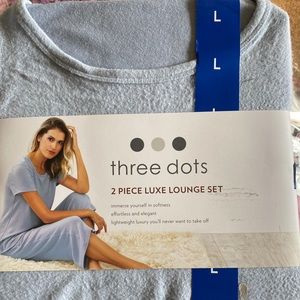 L
L
three dots
2 PIECE LUXE LOUNGE SET
immerse yourself in softness
effortless and elegant
lightweight luxury you'll never want to take off
L